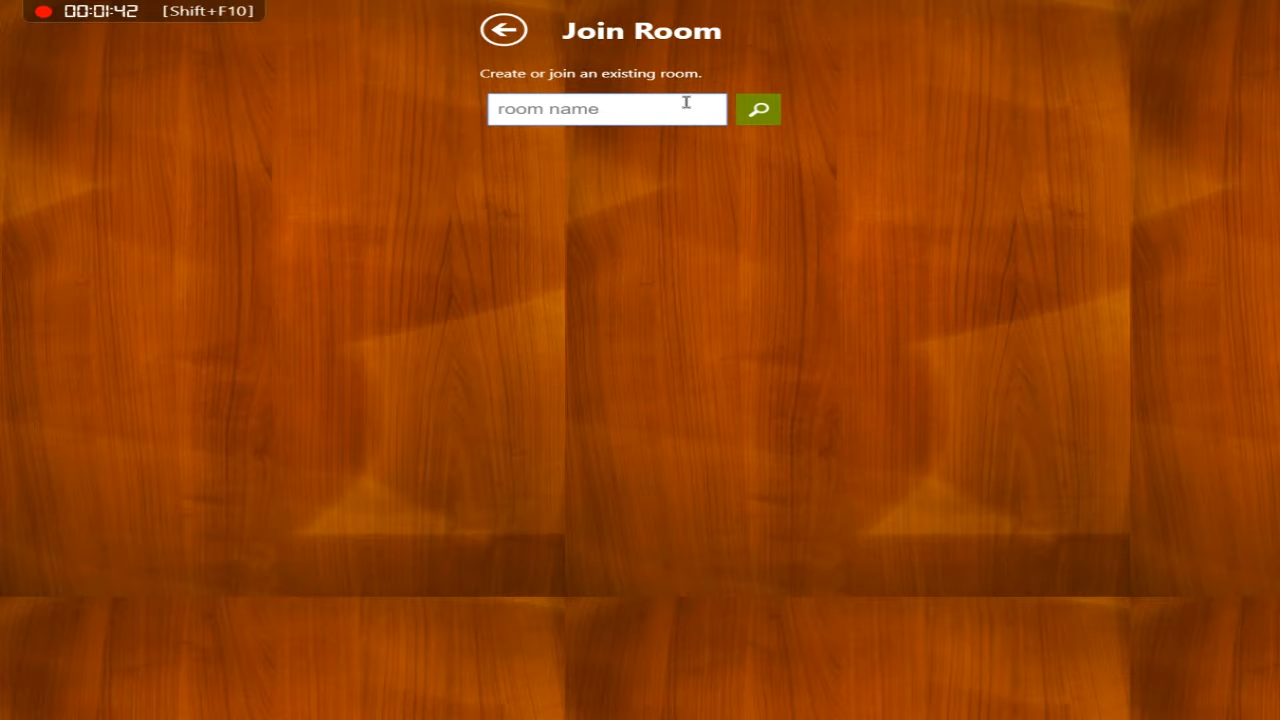 00:01:42 [Shift+F10]
Join Room
Create or join an existing room.
room name